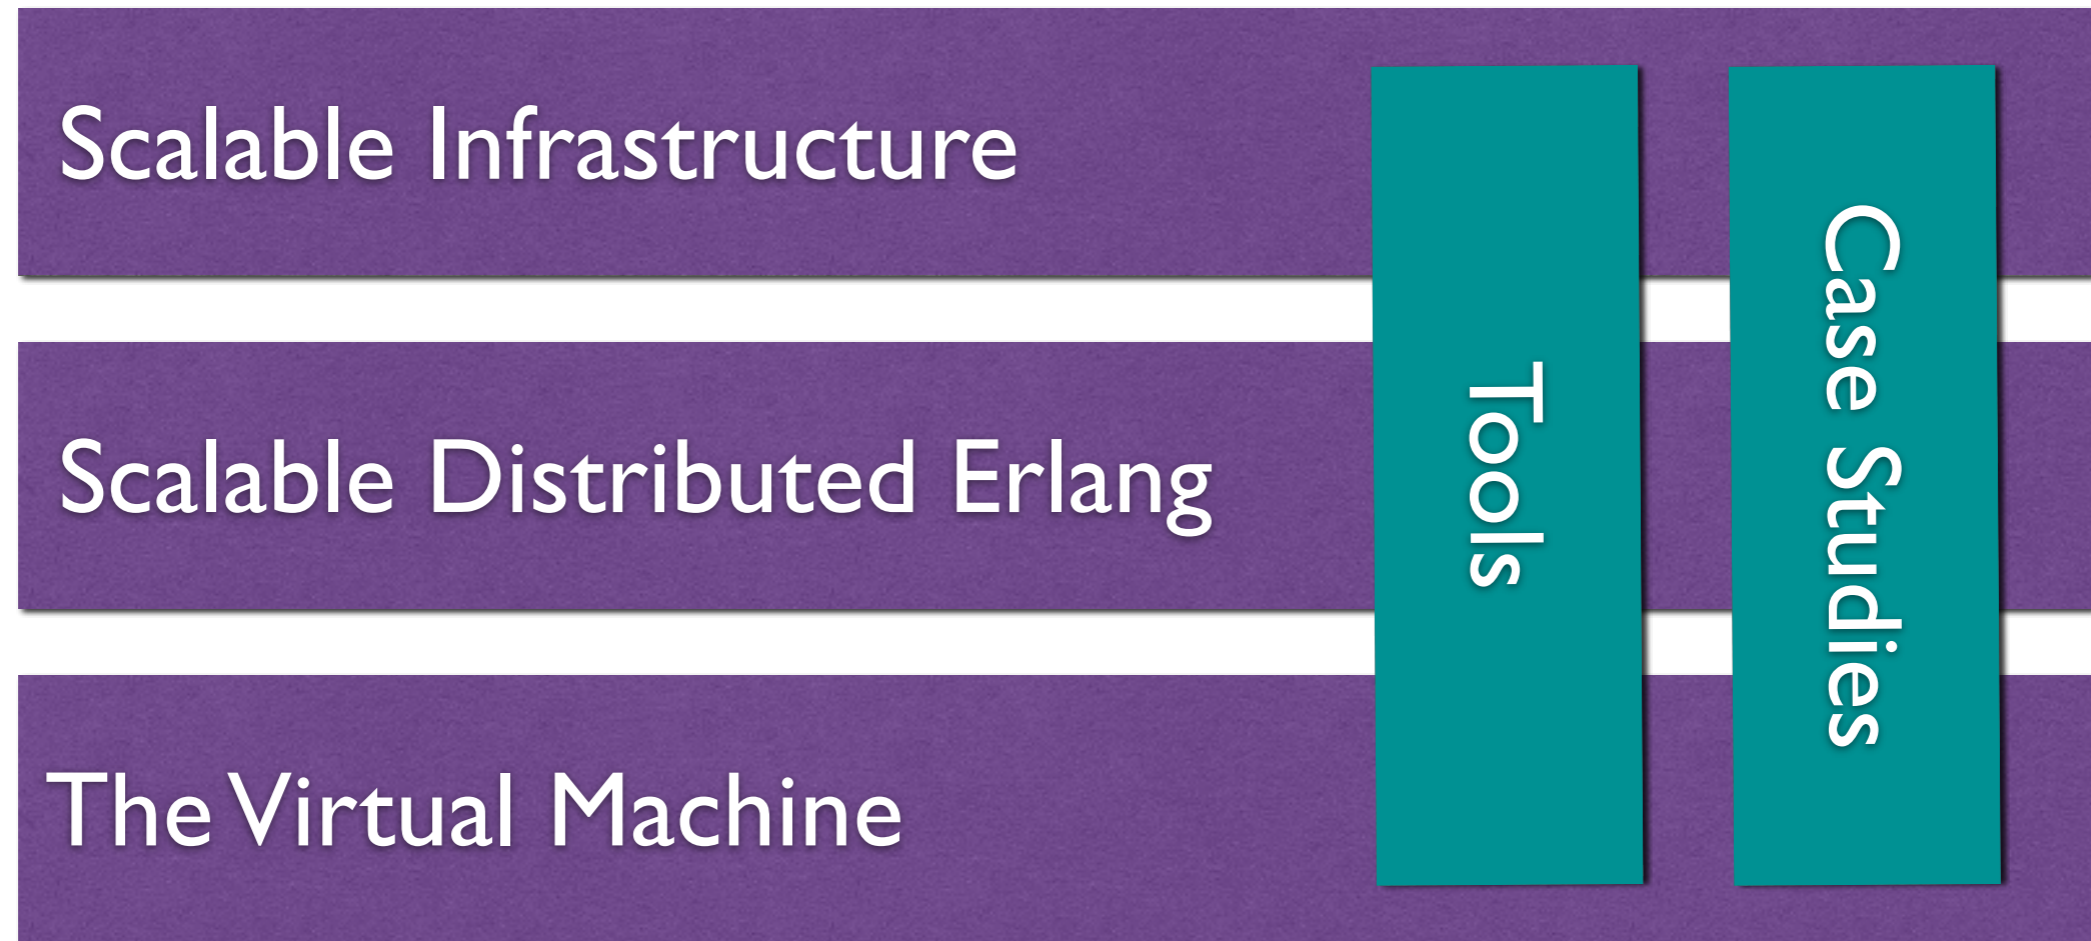 Scalable Infrastructure
Scalable Distributed Erlang
The Virtual Machine
Tools
Case Studies